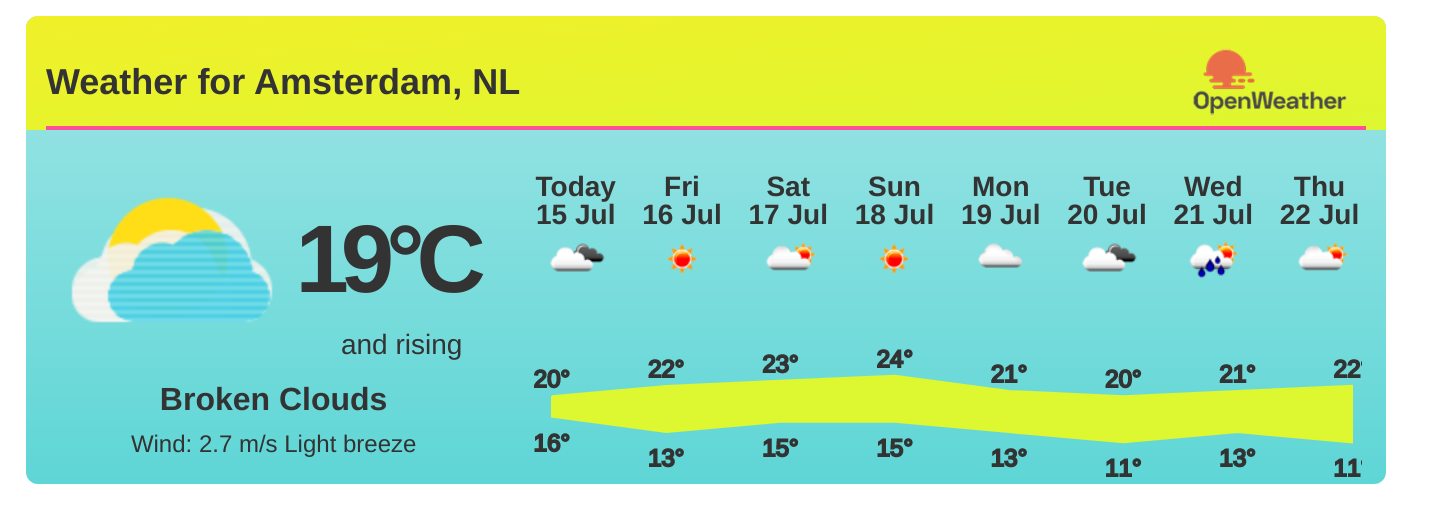 Weather for Amsterdam, NL
OpenWeather
19°C
and rising
Broken Clouds
Wind: 2.7 m/s Light breeze
Today Fri Sat Sun Mon Tue Wed Thu
15 Jul 16 Jul 17 Jul 18 Jul 19 Jul 20 Jul 21 Jul 22 Jul
20° 22° 23° 24° 21° 20° 21° 22°
16° 13° 15° 15° 13° 11° 13° 11°